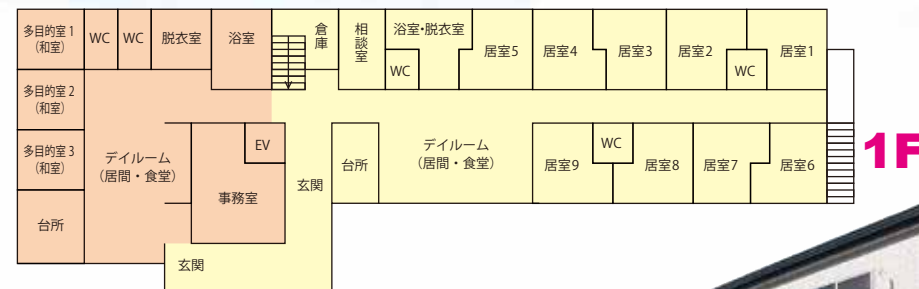 多目的室1
(和室)
WC
WC
脱衣室
浴室
倉庫
相談室
浴室・脱衣室
WC
居室5
居室4
居室3
居室2
WC
居室1
多目的室2
(和室)
多目的室3
(和室)
デイルーム
(居間・食堂)
EV
事務室
玄関
台所
デイルーム
(居間・食堂)
居室9
WC
居室8
居室7
居室6
1F
台所
玄関